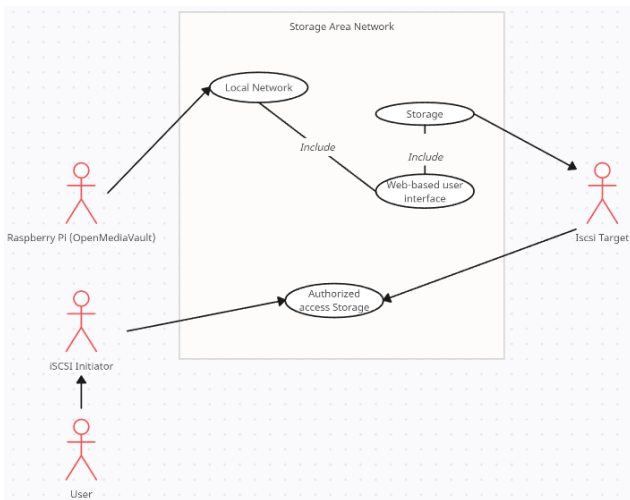 Storage Area Network
Local Network
Storage
Include
Include
Web-based user
interface
Raspberry Pi (OpenMediaVault)
Iscsi Target
Authorized
access Storage
iSCSI Initiator
User